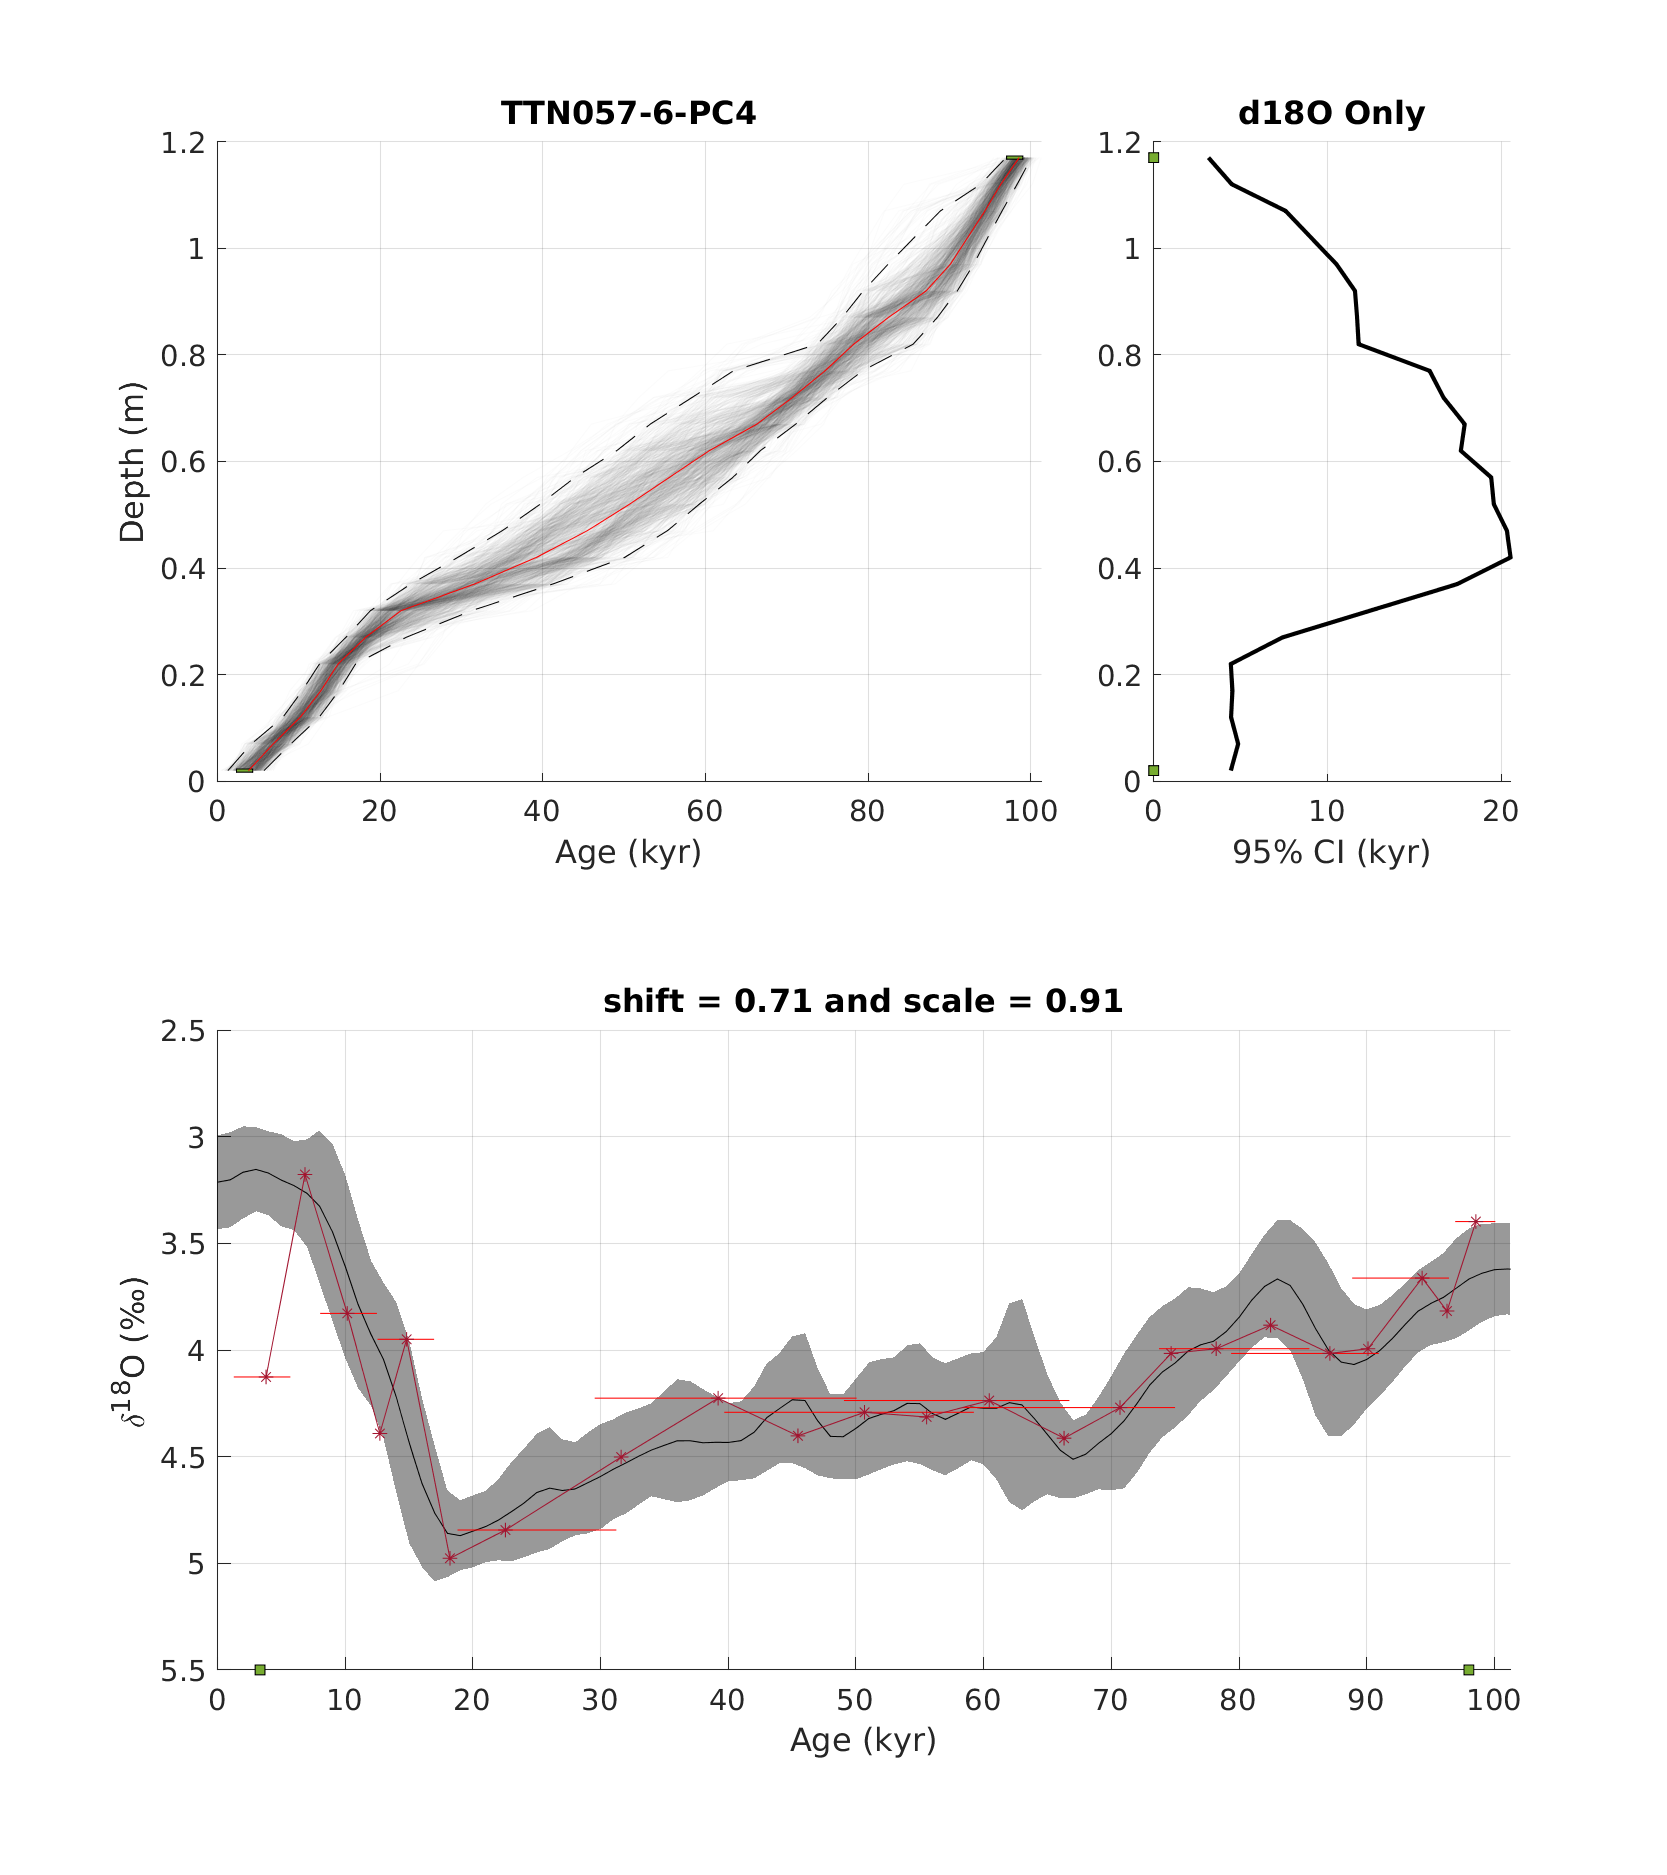 TTN057-6-PC4
d18O Only
1.2
1
0.8
0.6
0.4
0.2
0
Depth (m)
0 20 40 60 80 100
Age (kyr)
1.2
1
0.8
0.6
0.4
0.2
0
0 10 20
95% CI (kyr)
shift = 0.71 and scale = 0.91
2.5
3
3.5
4
4.5
5
5.5
δ¹⁸O (‰)
0 10 20 30 40 50 60 70 80 90 100
Age (kyr)